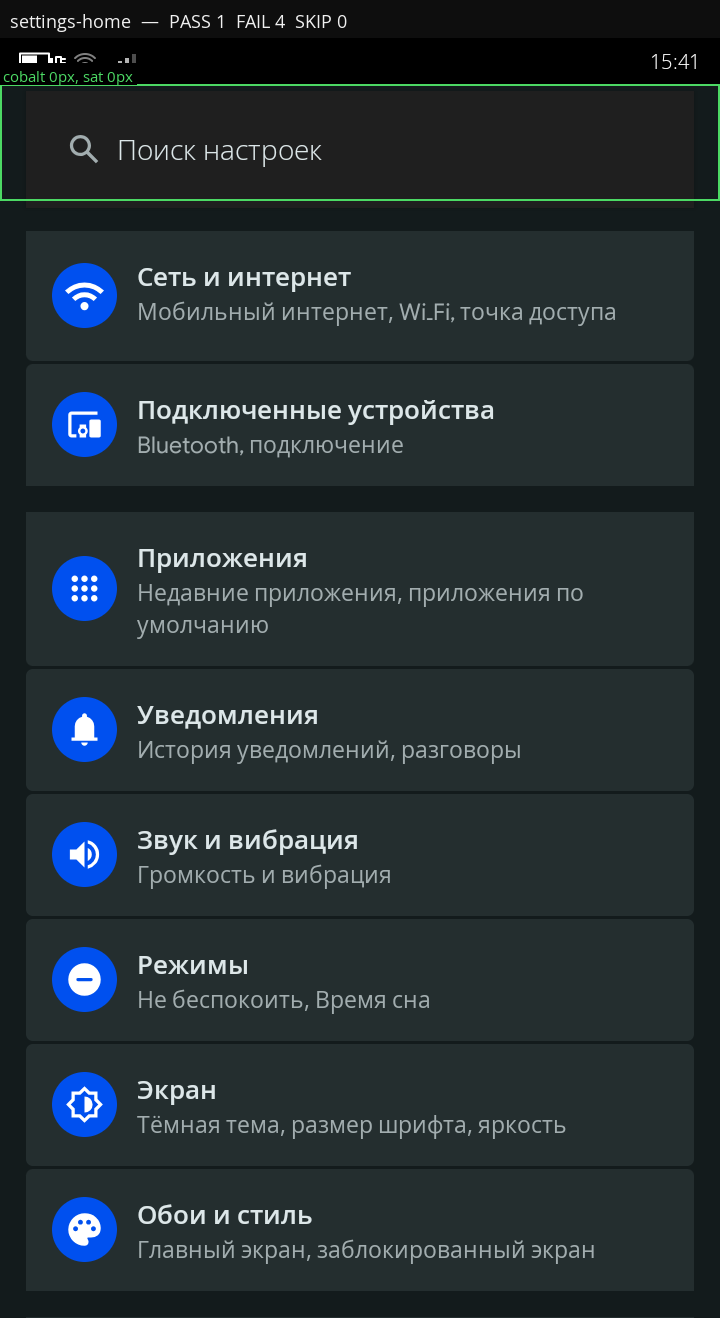 settings-home — PASS 1 FAIL 4 SKIP 0
15:41
cobalt 0px, sat 0px
Поиск настроек
Сеть и интернет
Мобильный интернет, Wi-Fi, точка доступа
Подключенные устройства
Bluetooth, подключение
Приложения
Недавние приложения, приложения по
умолчанию
Уведомления
История уведомлений, разговоры
Звук и вибрация
Громкость и вибрация
Режимы
Не беспокоить, Время сна
Экран
Тёмная тема, размер шрифта, яркость
Обои и стиль
Главный экран, заблокированный экран